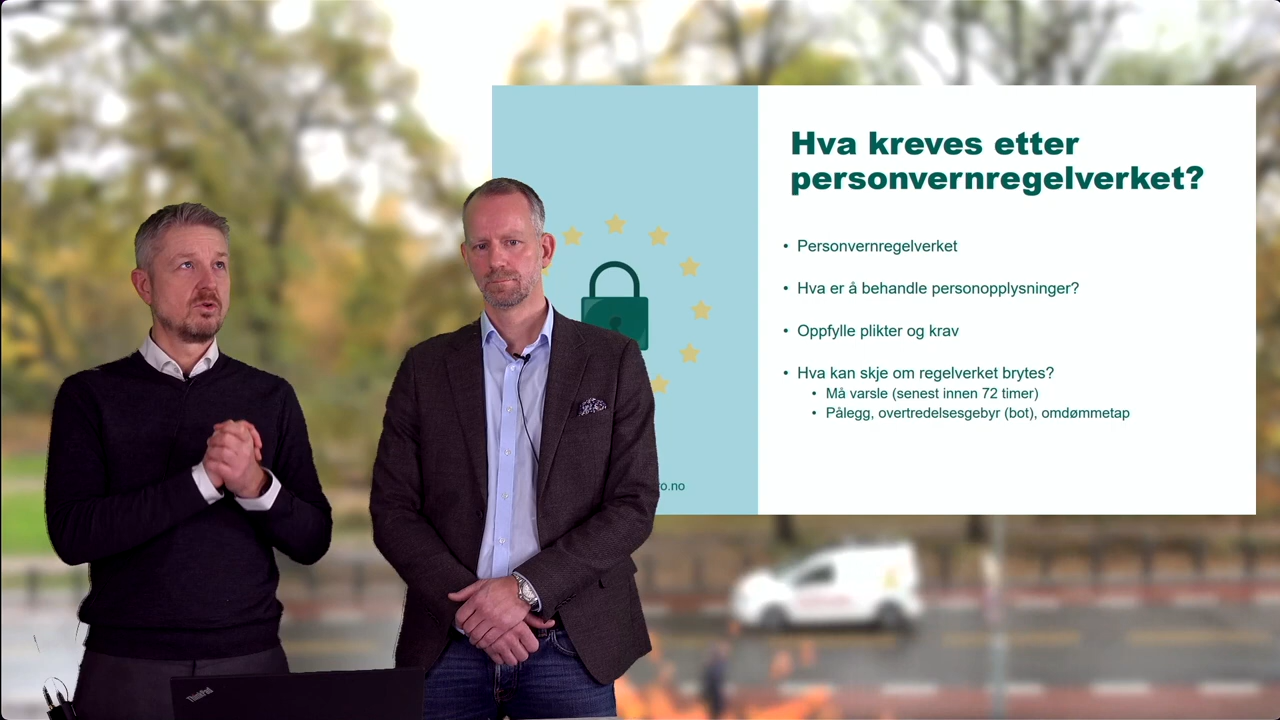 Hva kreves etter
personvernregelverket?
• Personvernregelverket
• Hva er å behandle personopplysninger?
• Oppfylle plikter og krav
• Hva kan skje om regelverket brytes?
• Må varsle (senest innen 72 timer)
• Pålegg, overtredelsesgebyr (bot), omdømmetap
ro.no
ThinkPad